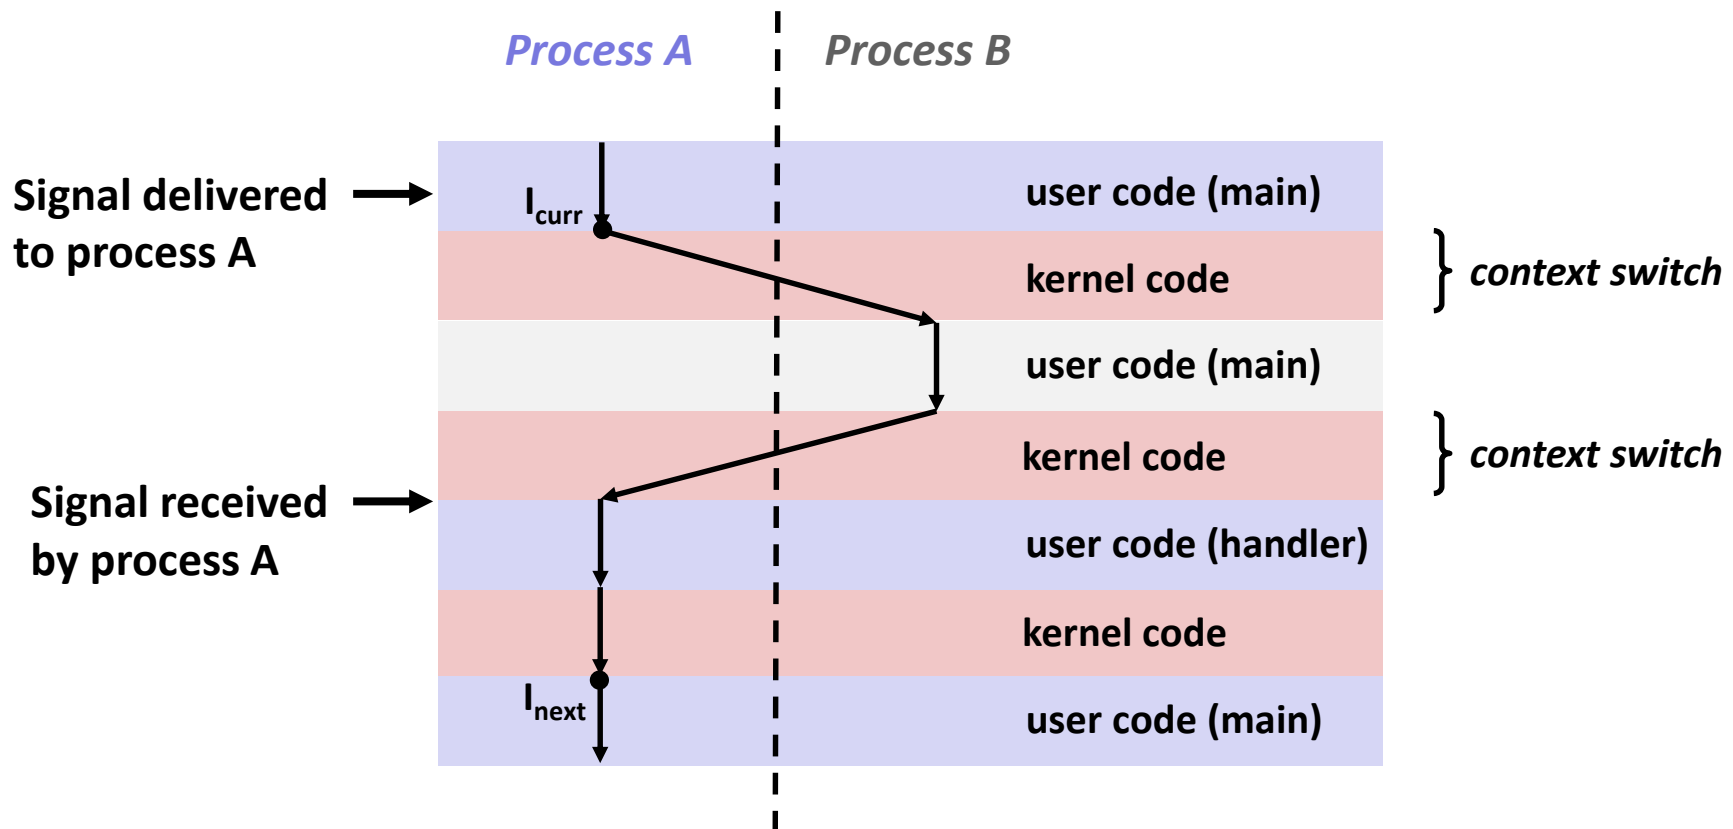 Process A
Process B
Signal delivered
to process A
Icurr
user code (main)
kernel code
context switch
user code (main)
kernel code
context switch
Signal received
by process A
user code (handler)
kernel code
Inext
user code (main)